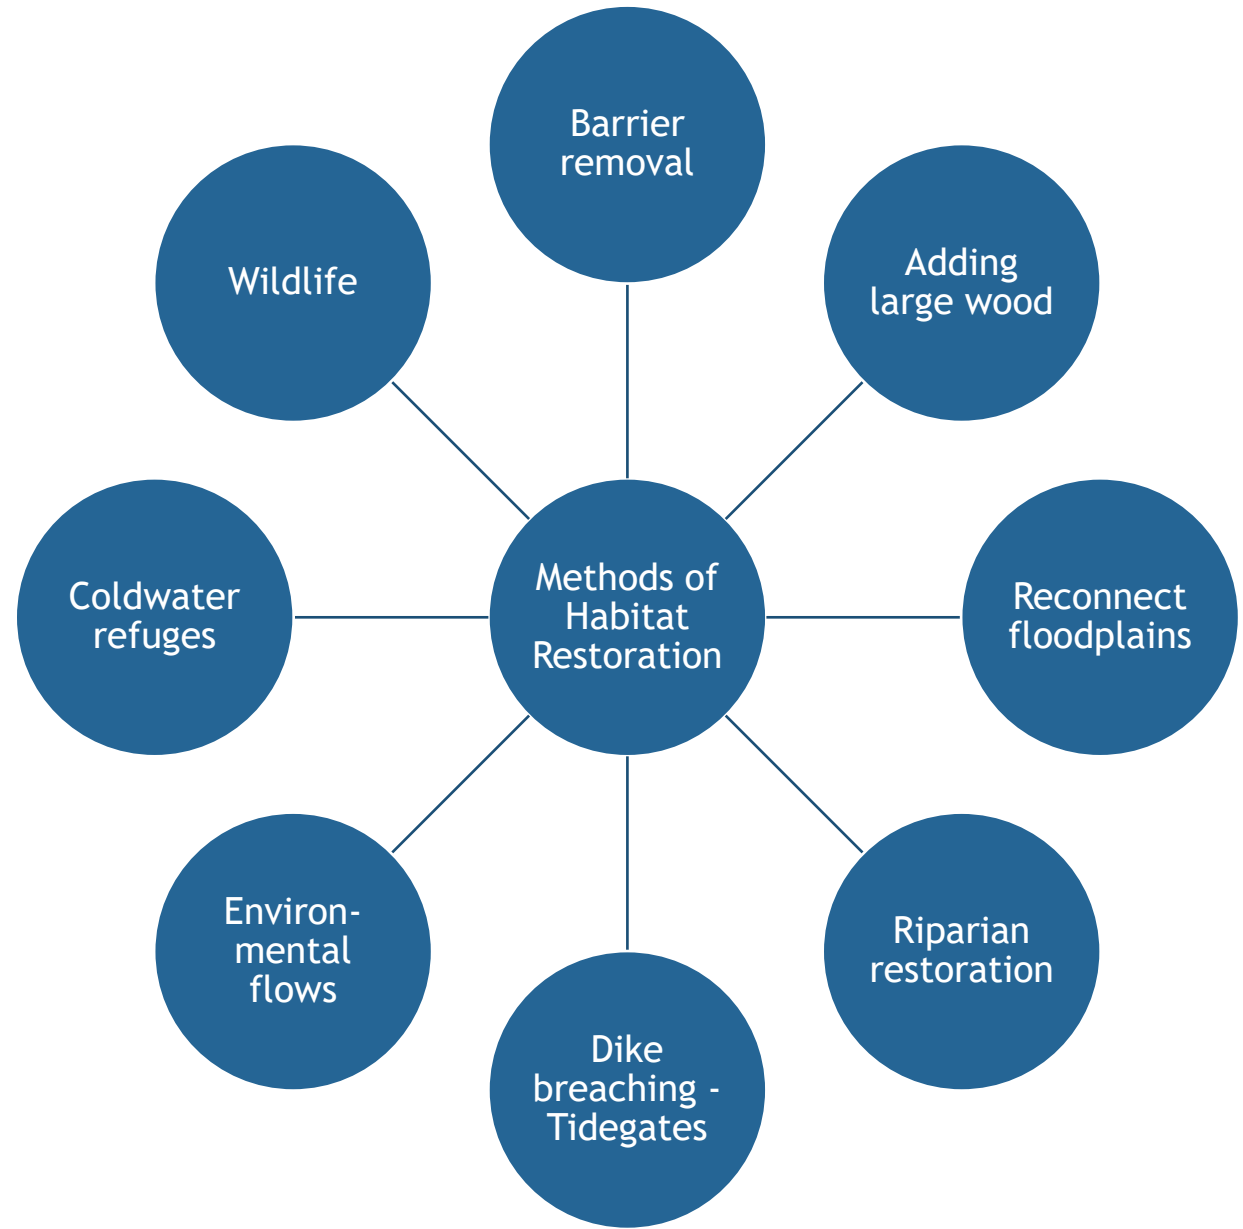 Barrier
removal
Adding
large wood
Reconnect
floodplains
Riparian
restoration
Dike
breaching -
Tidegates
Environ-
mental
flows
Coldwater
refuges
Wildlife
Methods of
Habitat
Restoration